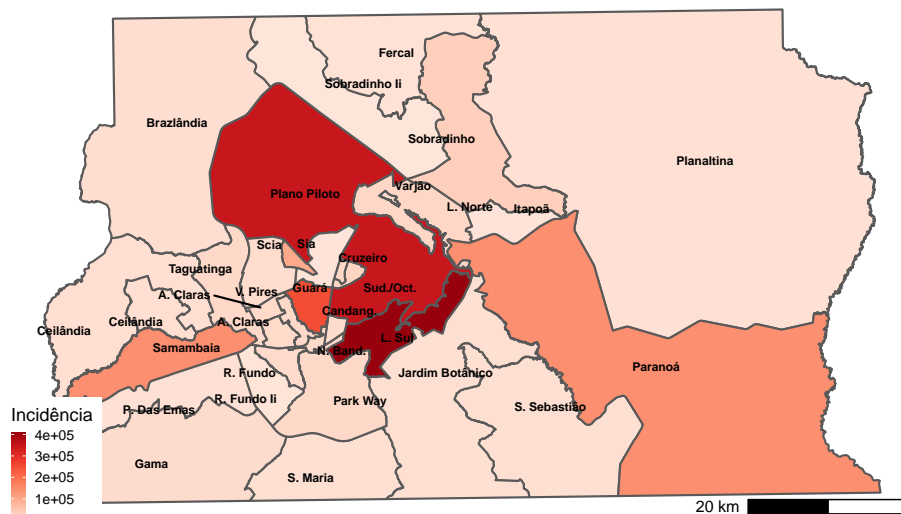 Fercal
Sobradinho Ii
Brazlândia
Sobradinho
Planaltina
Plano Piloto
Varjão
L. Norte
Itapoã
Scia
Sia
Cruzeiro
Taguatinga
V. Pires
Guará
Sud./Oct.
A. Claras
Candang.
Ceilândia
Ceilândia
A. Claras
L. Sul
Samambaia
N. Band.
Paranoá
R. Fundo
Jardim Botânico
R. Fundo Ii
Park Way
P. Das Emas
S. Sebastião
Gama
S. Maria
Incidência
4e+05
3e+05
2e+05
1e+05
20 km